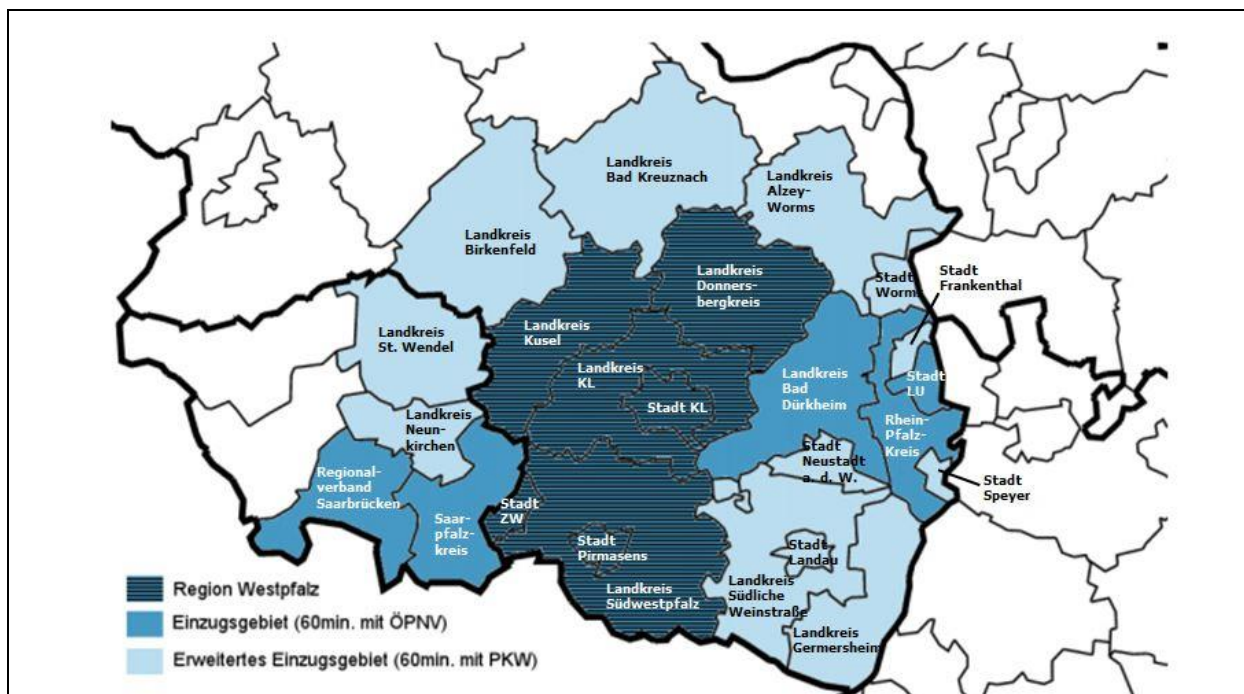 Landkreis
Bad Kreuznach
Landkreis
Alzey-
Worms
Landkreis
Birkenfeld
Landkreis
Donners-
bergkreis
Stadt
Worms
Stadt
Frankenthal
Landkreis
St. Wendel
Landkreis
Kusel
Landkreis
KL
Stadt KL
Landkreis
Bad
Dürkheim
Stadt
LU
Rhein-
Pfalz-
Kreis
Landkreis
Neun-
kirchen
Stadt
Neustadt
a. d. W.
Stadt
Speyer
Regional-
verband
Saarbrücken
Saar-
pfalz-
kreis
Stadt
ZW
Stadt
Pirmasens
Stadt
Landau
Landkreis
Südwestpfalz
Landkreis
Südliche
Weinstraße
Landkreis
Germersheim
Region Westpfalz
Einzugsgebiet (60min. mit ÖPNV)
Erweitertes Einzugsgebiet (60min. mit PKW)